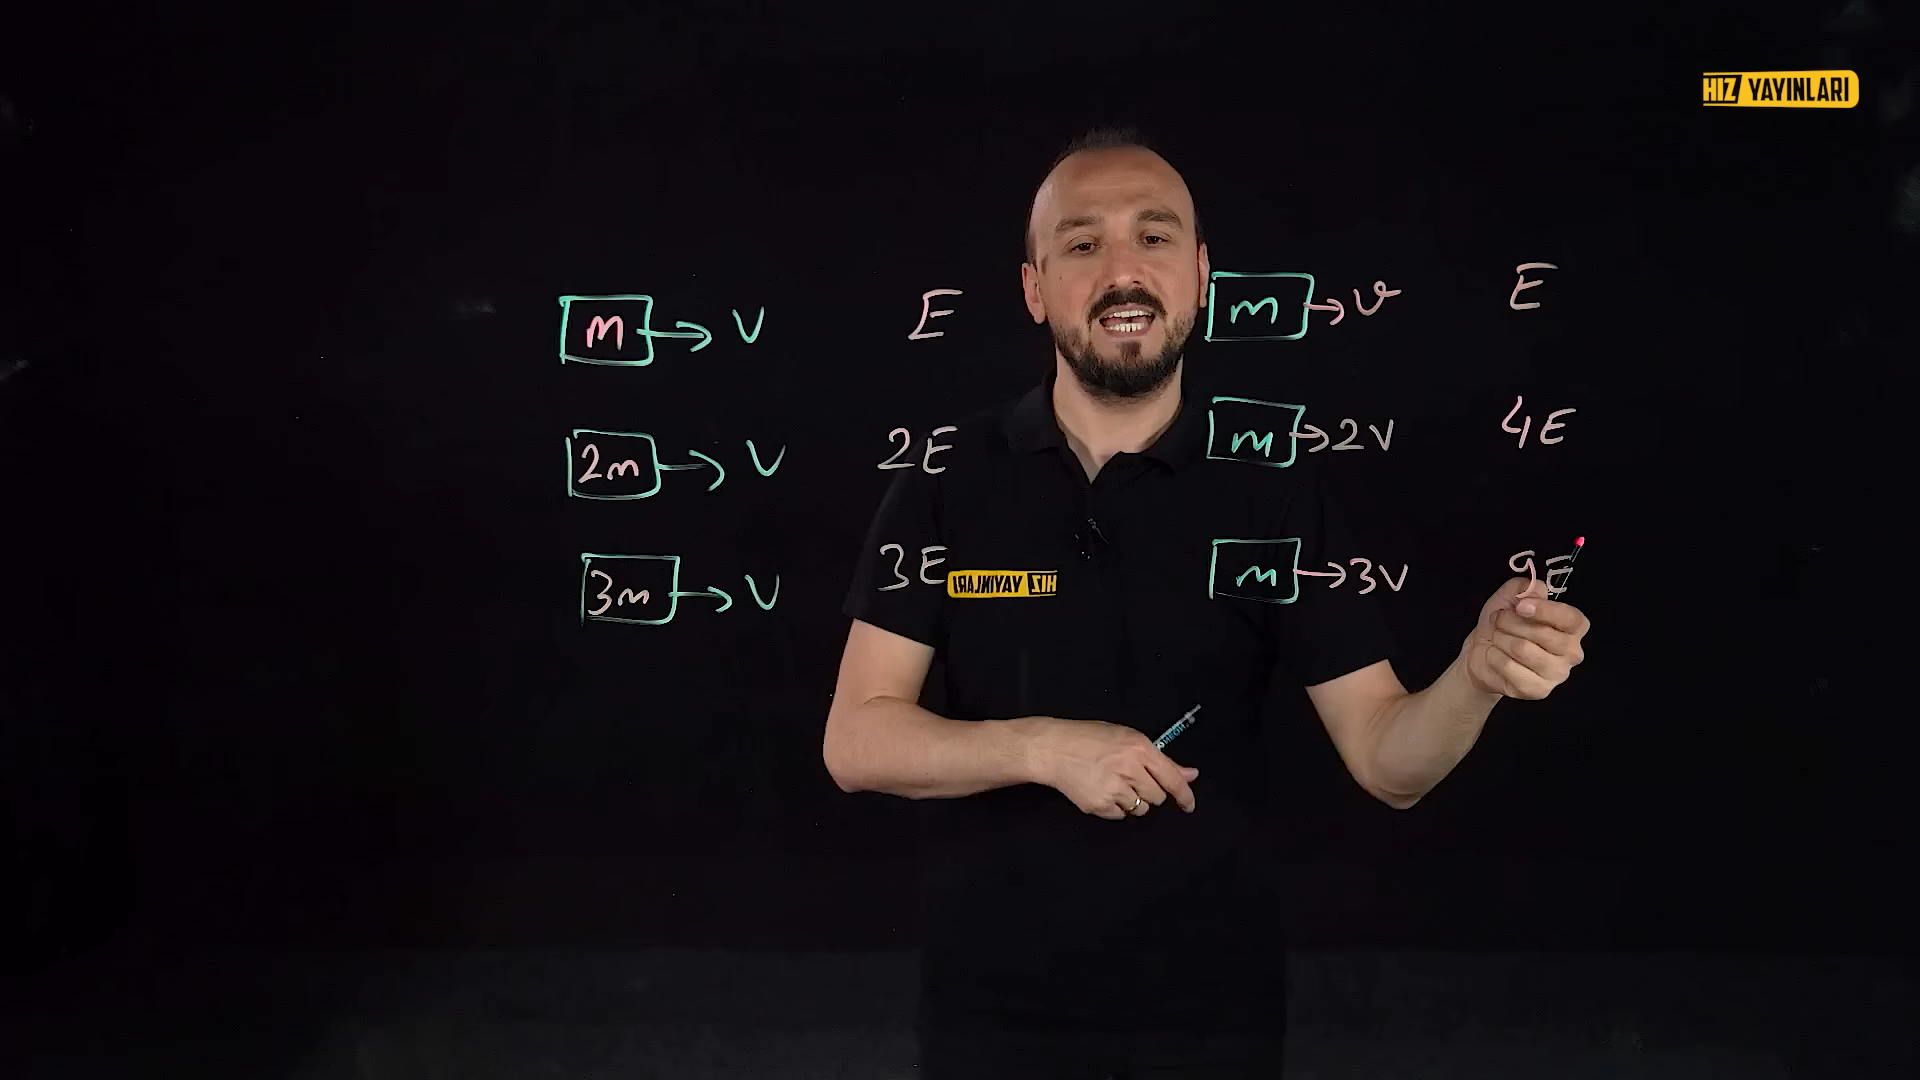 HIZ YAYINLARI
m → V E
2m → V 2E
3m → V 3E
m → v E
m → 2V 4E
m → 3V 9E
HIZ YAYINLARI